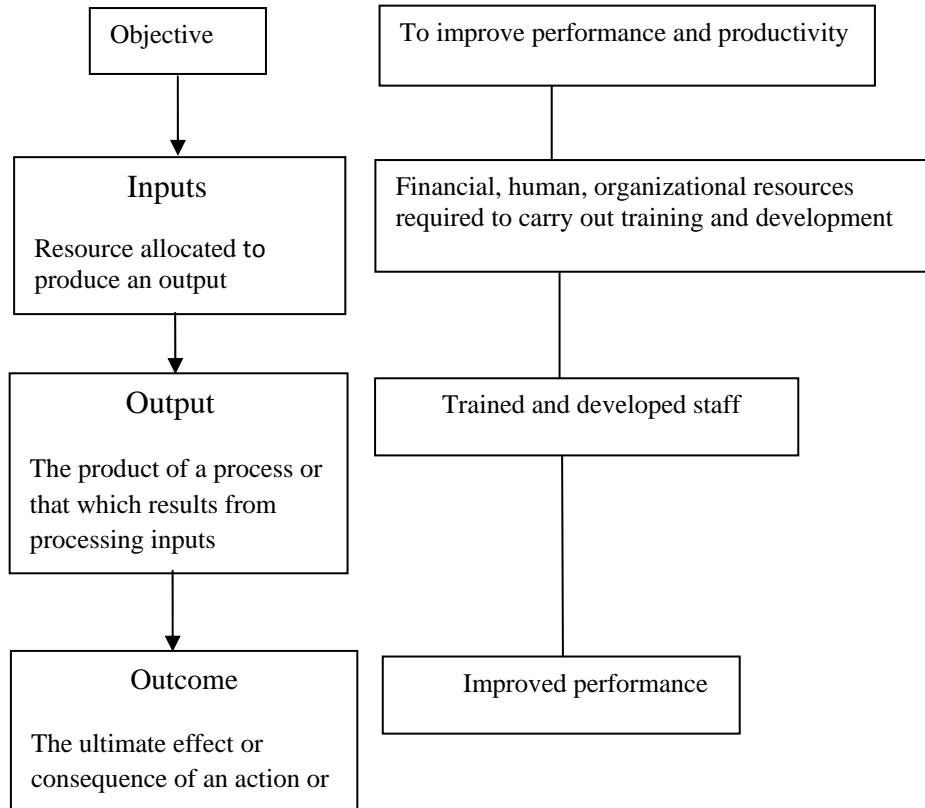 Objective
To improve performance and productivity
Inputs
Resource allocated to
produce an output
Financial, human, organizational resources
required to carry out training and development
Output
The product of a process or
that which results from
processing inputs
Trained and developed staff
Outcome
The ultimate effect or
consequence of an action or
Improved performance